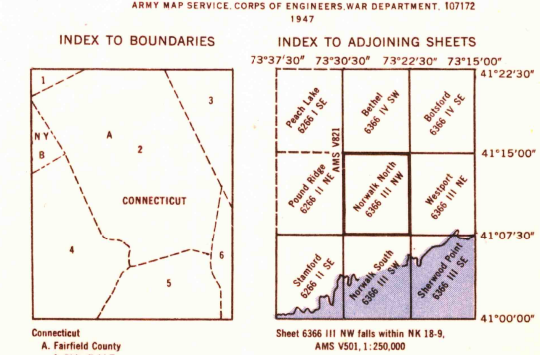 ARMY MAP SERVICE, CORPS OF ENGINEERS, WAR DEPARTMENT, 107172
1947
INDEX TO BOUNDARIES
1
3
NY
A
2
B
CONNECTICUT
4
6
5
Connecticut
A. Fairfield County
INDEX TO ADJOINING SHEETS
73°37'30" 73°30'30" 73°22'30" 73°15'00"
41°22'30"
Peach Lake
6266 I SE
Bethel
6366 IV SW
Botsford
6366 IV SE
AMS V821
41°15'00"
Pound Ridge
6266 II NE
Norwalk North
6366 III NW
Westport
6366 III NE
41°07'30"
Stamford
6266 II SE
Norwalk South
6366 III SW
Sherwood Point
6366 III SE
41°00'00"
Sheet 6366 III NW falls within NK 18-9,
AMS V501, 1:250,000